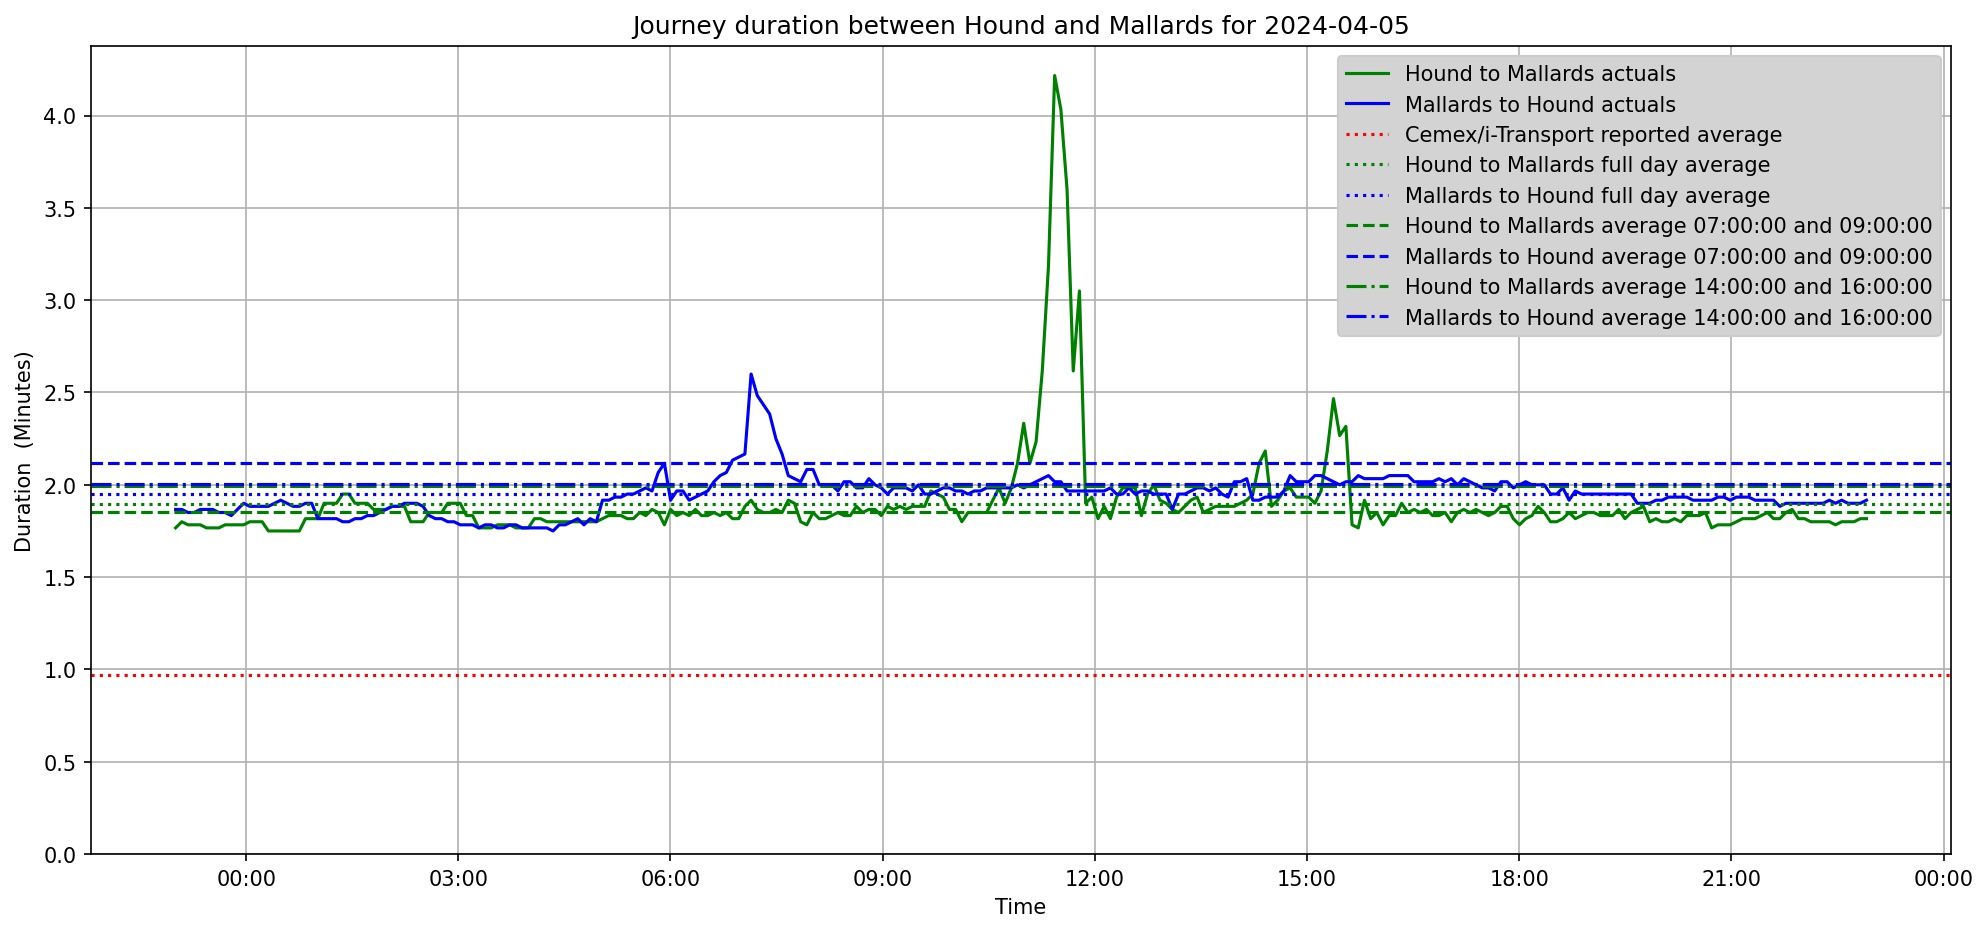 Journey duration between Hound and Mallards for 2024-04-05
Hound to Mallards actuals
Mallards to Hound actuals
Cemex/i-Transport reported average
Hound to Mallards full day average
Mallards to Hound full day average
Hound to Mallards average 07:00:00 and 09:00:00
Mallards to Hound average 07:00:00 and 09:00:00
Hound to Mallards average 14:00:00 and 16:00:00
Mallards to Hound average 14:00:00 and 16:00:00
Duration (Minutes)
4.0
3.5
3.0
2.5
2.0
1.5
1.0
0.5
0.0
00:00 03:00 06:00 09:00 12:00 15:00 18:00 21:00 00:00
Time